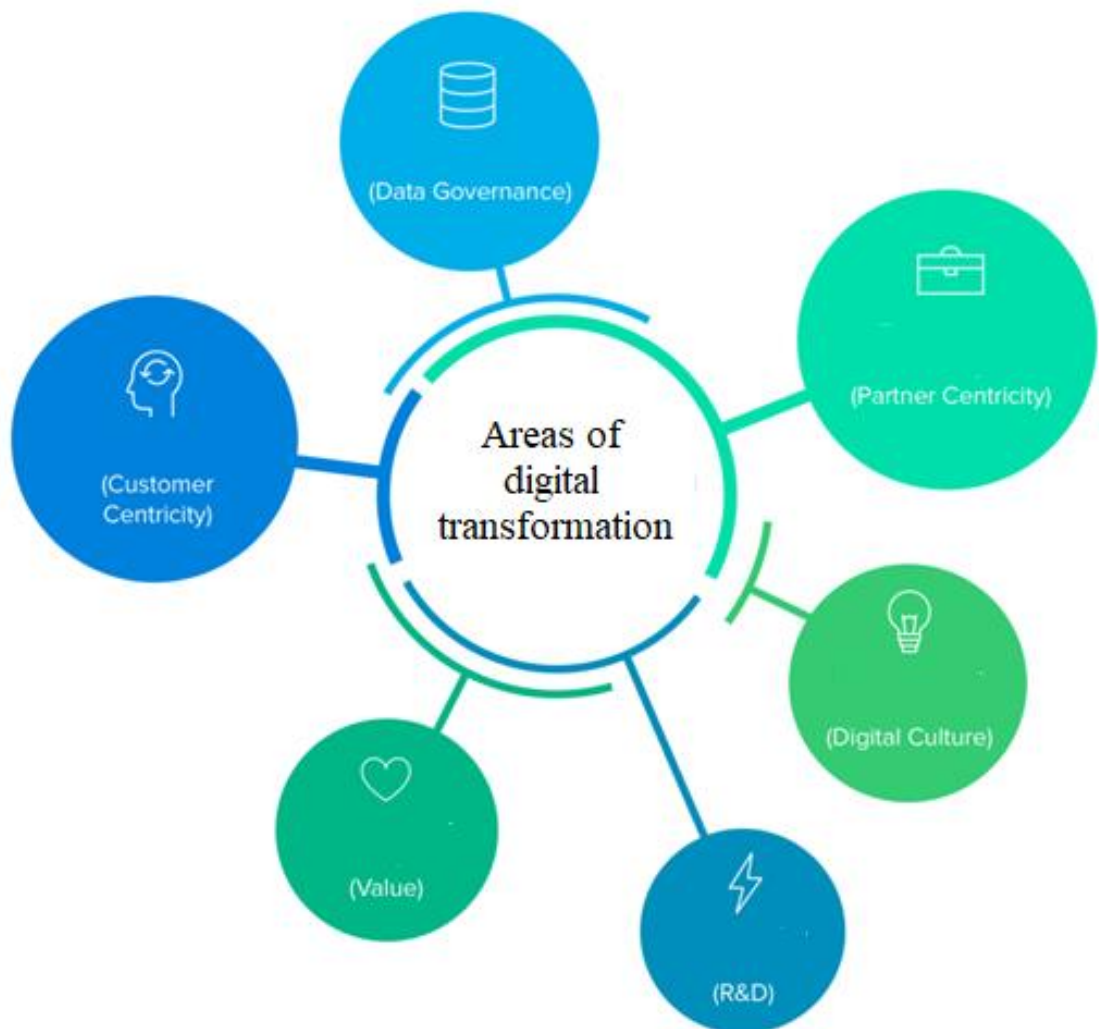 (Data Governance)
(Partner Centricity)
(Customer
Centricity)
Areas of
digital
transformation
(Digital Culture)
(Value)
(R&D)